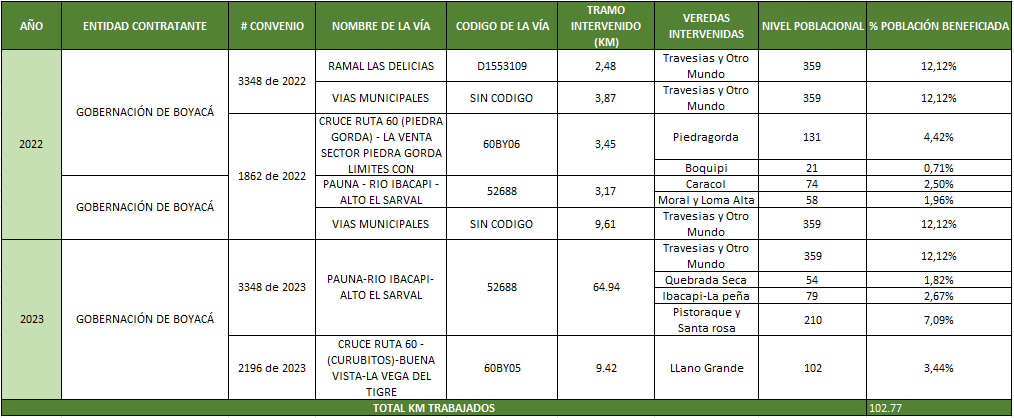 AÑO ENTIDAD CONTRATANTE # CONVENIO NOMBRE DE LA VÍA CODIGO DE LA VÍA TRAMO INTERVENIDO (KM) VEREDAS INTERVENIDAS NIVEL POBLACIONAL % POBLACIÓN BENEFICIADA
2022
GOBERNACIÓN DE BOYACÁ
3348 de 2022
RAMAL LAS DELICIAS D1553109 2,48 Travesias y Otro Mundo 359 12,12%
VIAS MUNICIPALES SIN CODIGO 3,87 Travesias y Otro Mundo 359 12,12%
1862 de 2022
CRUCE RUTA 60 (PIEDRA
GORDA) - LA VENTA
SECTOR PIEDRA GORDA
LIMITES CON
60BY06 3,45 Piedragorda 131 4,42%
Boquipi 21 0,71%
GOBERNACIÓN DE BOYACÁ
PAUNA - RIO IBACAPI -
ALTO EL SARVAL
52688 3,17 Caracol 74 2,50%
Moral y Loma Alta 58 1,96%
VIAS MUNICIPALES SIN CODIGO 9,61 Travesias y Otro Mundo 359 12,12%
2023
GOBERNACIÓN DE BOYACÁ
3348 de 2023
PAUNA-RIO IBACAPI-
ALTO EL SARVAL
52688 64.94 Travesias y Otro Mundo 359 12,12%
Quebrada Seca 54 1,82%
Ibacapi-La peña 79 2,67%
Pistoraque y Santa rosa 210 7,09%
2196 de 2023
CRUCE RUTA 60 -
(CURUBITOS)-BUENA
VISTA-LA VEGA DEL
TIGRE
60BY05 9.42 LLano Grande 102 3,44%
TOTAL KM TRABAJADOS 102.77